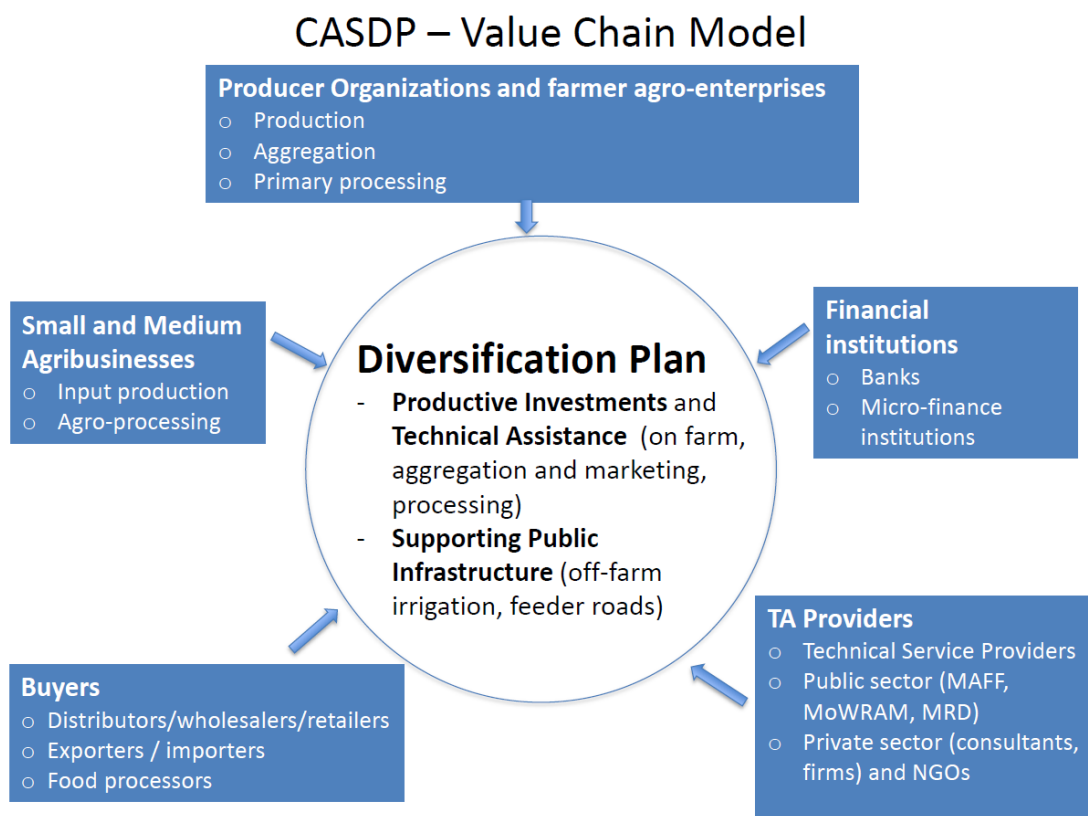 CASDP – Value Chain Model
Producer Organizations and farmer agro-enterprises
o Production
o Aggregation
o Primary processing
Small and Medium
Agribusinesses
o Input production
o Agro-processing
Financial
institutions
o Banks
o Micro-finance
institutions
Diversification Plan
- Productive Investments and
Technical Assistance (on farm,
aggregation and marketing,
processing)
- Supporting Public
Infrastructure (off-farm
irrigation, feeder roads)
Buyers
o Distributors/wholesalers/retailers
o Exporters / importers
o Food processors
TA Providers
o Technical Service Providers
o Public sector (MAFF,
MoWRAM, MRD)
o Private sector (consultants,
firms) and NGOs